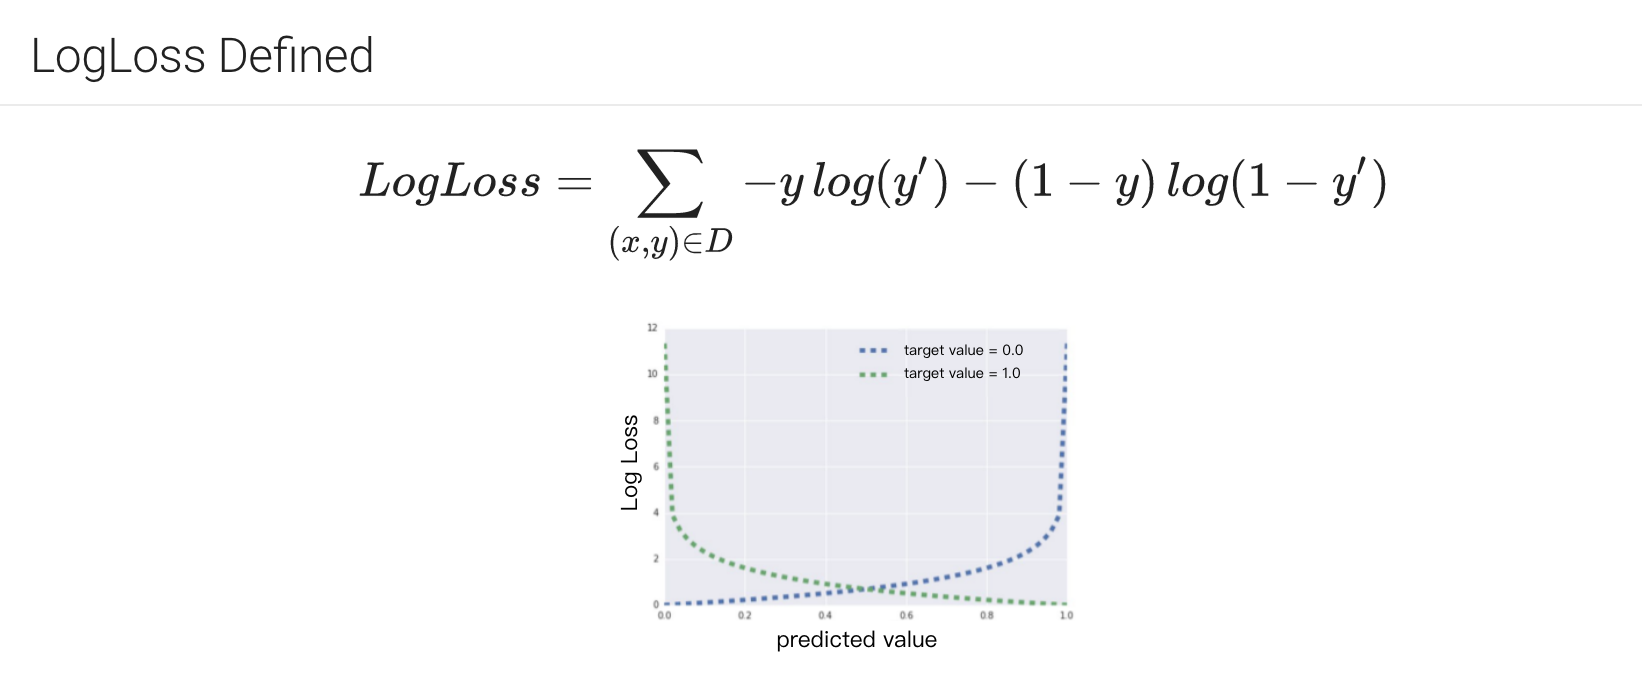 LogLoss Defined
LogLoss = ∑ −y log(y′) − (1 − y) log(1 − y′)
(x,y)∈D
12
target value = 0.0
target value = 1.0
10
8
6
4
2
0
Log Loss
0.0 0.2 0.4 0.6 0.8 1.0
predicted value